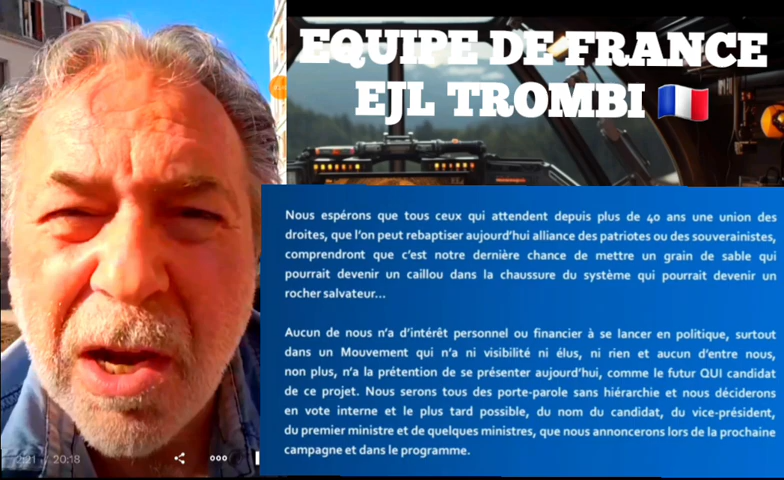 EQUIPE DE FRANCE
EJL TROMBI
Nous espérons que tous ceux qui attendent depuis plus de 40 ans une union des
droites, que l'on peut rebaptiser aujourd'hui alliance des patriotes ou des souverainistes,
comprendront que c'est notre dernière chance de mettre un grain de sable qui
pourrait devenir un caillou dans la chaussure du système qui pourrait devenir un
rocher salvateur...
Aucun de nous n'a d'intérêt personnel ou financier à se lancer en politique, surtout
dans un Mouvement qui n'a ni visibilité ni élus, ni rien et aucun d'entre nous,
non plus, n'a la prétention de se présenter aujourd'hui, comme le futur QUI candidat
de ce projet. Nous serons tous des porte-parole sans hiérarchie et nous déciderons
en vote interne et le plus tard possible, du nom du candidat, du vice-président,
du premier ministre et de quelques ministres, que nous annoncerons lors de la prochaine
campagne et dans le programme.
20:18